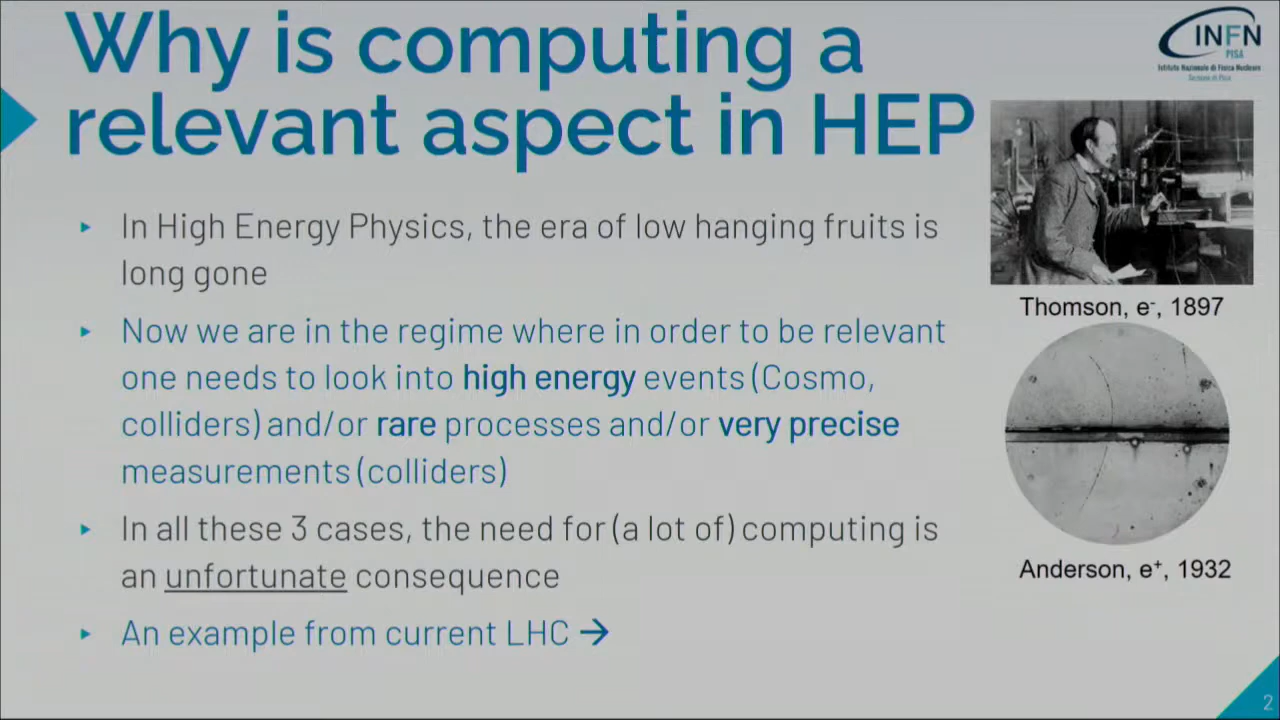 Why is computing a
relevant aspect in HEP
INFN
PISA
Istituto Nazionale di Fisica Nucleare
Sezione di Pisa
▸ In High Energy Physics, the era of low hanging fruits is
long gone
▸ Now we are in the regime where in order to be relevant
one needs to look into high energy events (Cosmo,
colliders) and/or rare processes and/or very precise
measurements (colliders)
▸ In all these 3 cases, the need for (a lot of) computing is
an unfortunate consequence
▸ An example from current LHC →
Thomson, e⁻, 1897
Anderson, e⁺, 1932
2